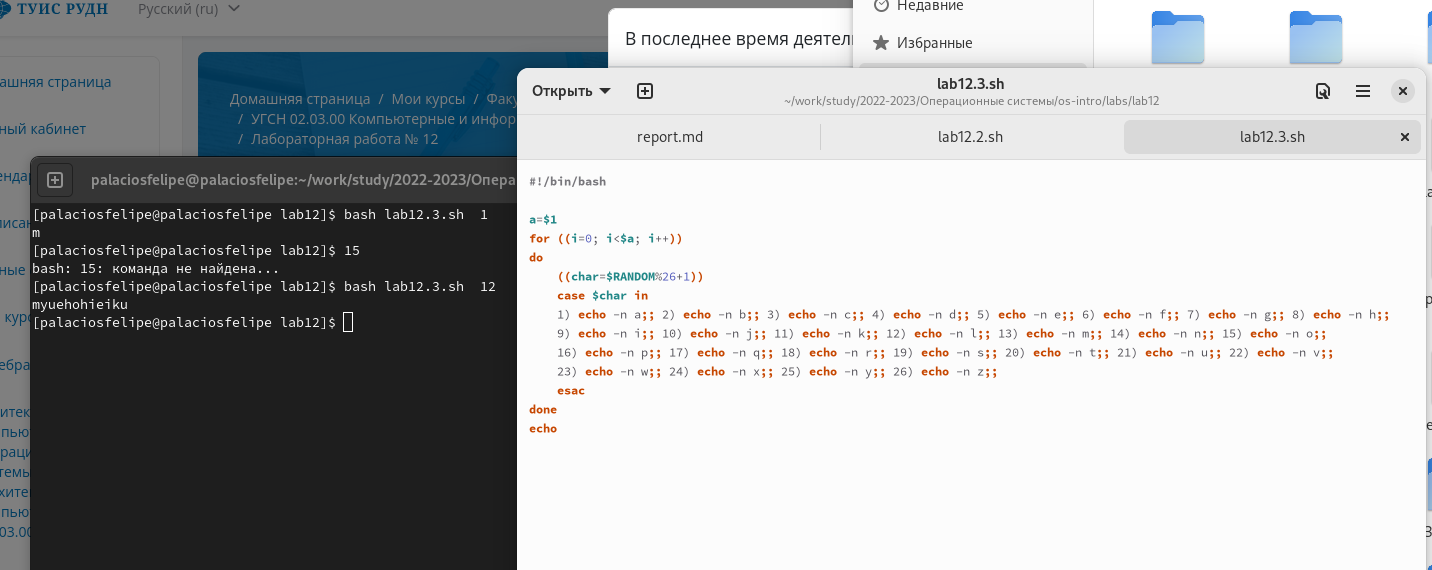 ТУИС РУДН
Русский (ru)
Недавние
Избранные
В последнее время
Домашняя страница / Мои курсы /
/ УГСН 02.03.00 Компьютерные и
/ Лабораторная работа № 12
страница
кабинет
Открыть
lab12.3.sh
~/work/study/2022-2023/Операционные системы/os-intro/labs/lab12
report.md
lab12.2.sh
lab12.3.sh
palaciosfelipe@palaciosfelipe:~/work/study/2022-2023/Опера
[palaciosfelipe@palaciosfelipe lab12]$ bash lab12.3.sh  1
m
[palaciosfelipe@palaciosfelipe lab12]$ 15
bash: 15: команда не найдена...
[palaciosfelipe@palaciosfelipe lab12]$ bash lab12.3.sh  12
myuehohieiku
[palaciosfelipe@palaciosfelipe lab12]$
#!/bin/bash
a=$1
for ((i=0; i<$a; i++))
do
    ((char=$RANDOM%26+1))
    case $char in
    1) echo -n a;; 2) echo -n b;; 3) echo -n c;; 4) echo -n d;; 5) echo -n e;; 6) echo -n f;; 7) echo -n g;; 8) echo -n h;;
    9) echo -n i;; 10) echo -n j;; 11) echo -n k;; 12) echo -n l;; 13) echo -n m;; 14) echo -n n;; 15) echo -n o;;
    16) echo -n p;; 17) echo -n q;; 18) echo -n r;; 19) echo -n s;; 20) echo -n t;; 21) echo -n u;; 22) echo -n v;;
    23) echo -n w;; 24) echo -n x;; 25) echo -n y;; 26) echo -n z;;
    esac
done
echo